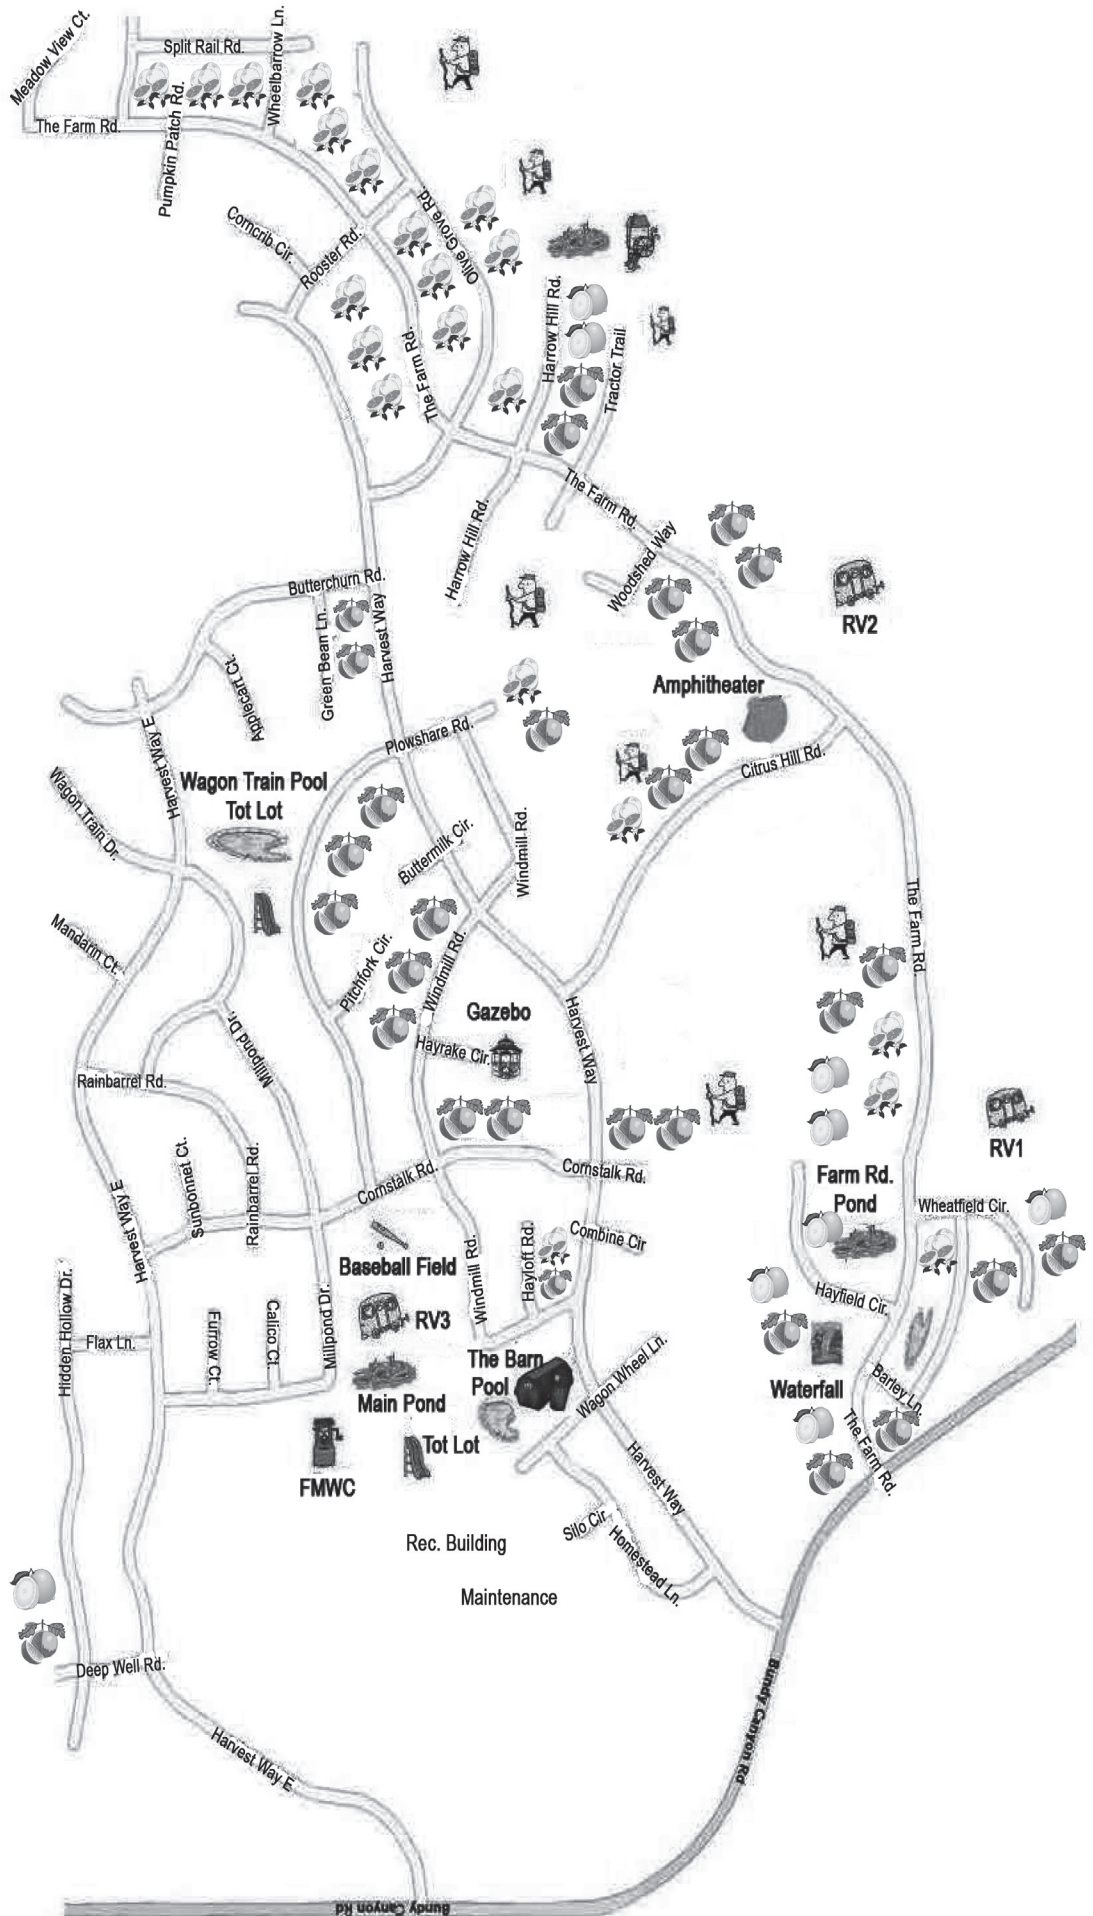 Meadow View Ct.
Split Rail Rd.
Wheelbarrow Ln.
The Farm Rd.
Pumpkin Patch Rd.
Corncrib Cir.
Rooster Rd.
Olive Grove Rd.
The Farm Rd.
Harrow Hill Rd.
Tractor Trail
The Farm Rd.
Harrow Hill Rd.
Woodshed Way
Butterchurn Rd.
Green Bean Ln.
Harvest Way
Applecart Ct.
RV2
Amphitheater
Plowshare Rd.
Citrus Hill Rd.
Harvest Way E
Wagon Train Dr.
Wagon Train Pool
Tot Lot
Buttermilk Cir.
Windmill Rd.
The Farm Rd.
Mandarin Ct.
Pitchfork Cir.
Windmill Rd.
Gazebo
Hayrake Cir.
Harvest Way
Millpond Dr.
Rainbarrel Rd.
RV1
Sunbonnet Ct.
Rainbarrel Rd.
Cornstalk Rd.
Cornstalk Rd.
Farm Rd.
Pond
Wheatfield Cir.
Harvest Way E
Combine Cir
Baseball Field
Windmill Rd.
Hayloft Rd.
Hayfield Cir.
Hidden Hollow Dr.
Flax Ln.
Furrow Ct.
Calico Ct.
Millpond Dr.
RV3
The Barn
Pool
Wagon Wheel Ln.
Waterfall
Barley Ln.
Main Pond
Tot Lot
The Farm Rd.
FMWC
Harvest Way
Rec. Building
Silo Cir
Homestead Ln.
Maintenance
Deep Well Rd.
Bundy Canyon Rd
Harvest Way E
Bundy Canyon Rd